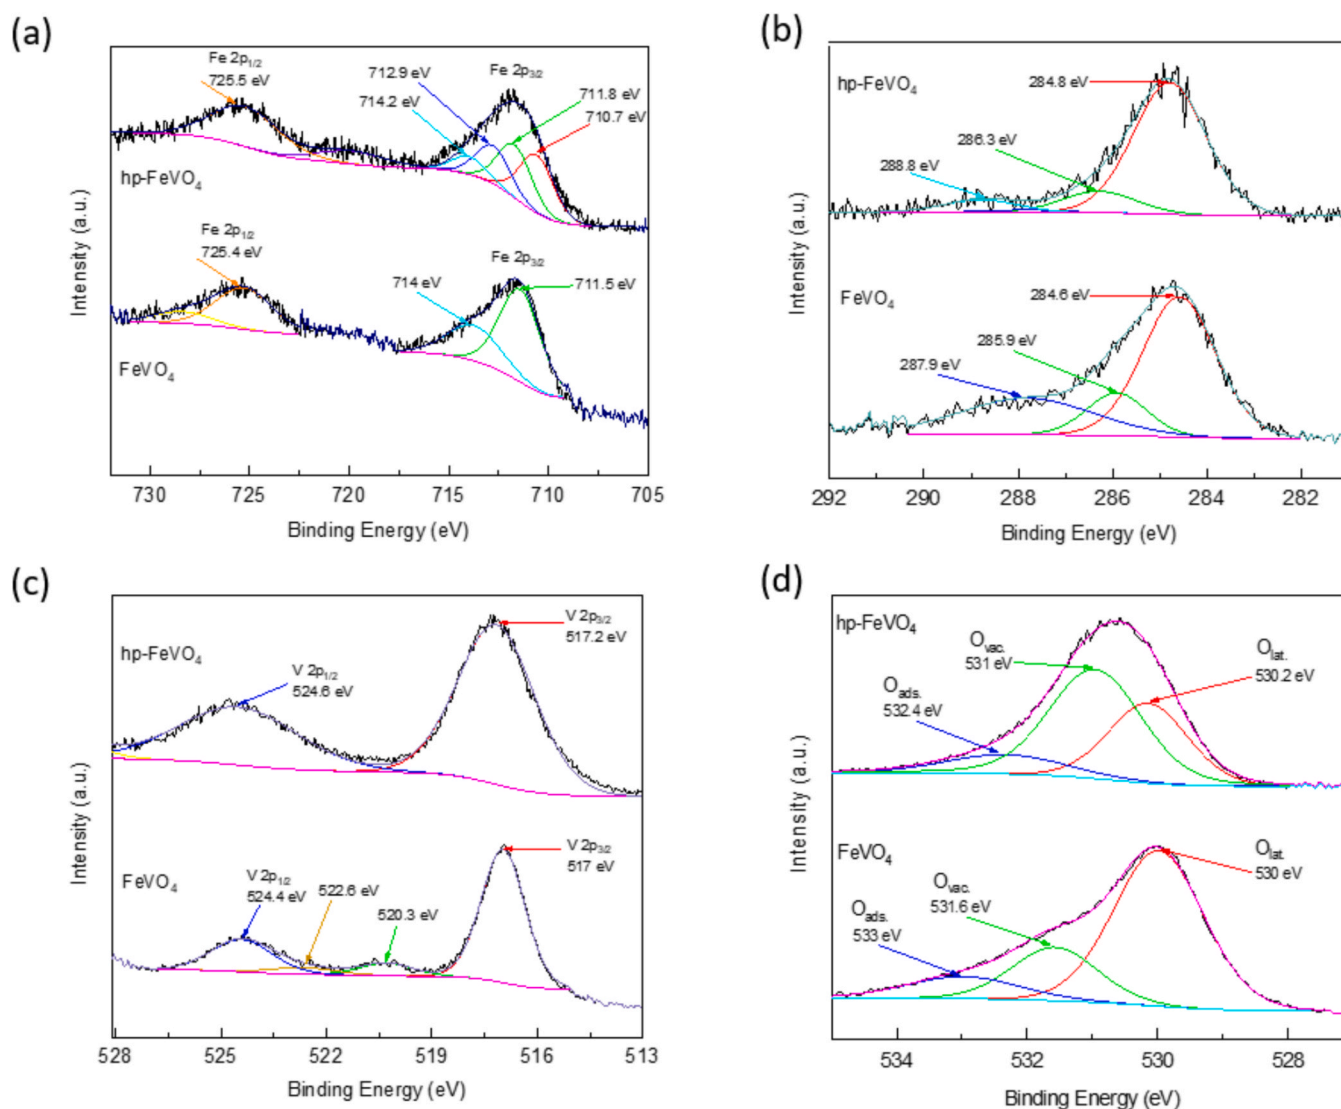 (a)
Fe 2p1/2
725.5 eV
712.9 eV
714.2 eV
Fe 2p3/2
711.8 eV
710.7 eV
hp-FeVO4
Fe 2p1/2
725.4 eV
714 eV
Fe 2p3/2
711.5 eV
FeVO4
Intensity (a.u.)
730 725 720 715 710 705
Binding Energy (eV)
(b)
hp-FeVO4
284.8 eV
286.3 eV
288.8 eV
FeVO4
284.6 eV
285.9 eV
287.9 eV
Intensity (a.u.)
292 290 288 286 284 282
Binding Energy (eV)
(c)
hp-FeVO4
V 2p3/2
517.2 eV
V 2p1/2
524.6 eV
FeVO4
V 2p3/2
517 eV
V 2p1/2
524.4 eV
522.6 eV
520.3 eV
Intensity (a.u.)
528 525 522 519 516 513
Binding Energy (eV)
(d)
hp-FeVO4
Ovac.
531 eV
Olat.
530.2 eV
Oads.
532.4 eV
FeVO4
Olat.
530 eV
Ovac.
531.6 eV
Oads.
533 eV
Intensity (a.u.)
534 532 530 528
Binding Energy (eV)